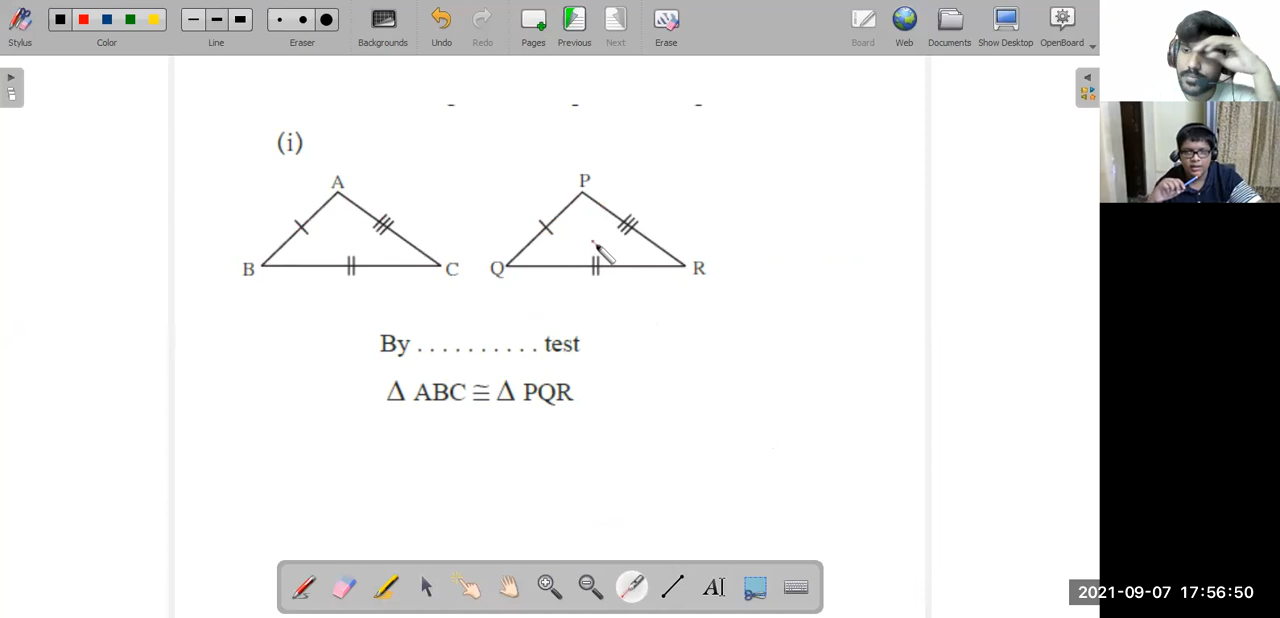 Stylus Color Line Eraser Backgrounds Undo Redo Pages Previous Next Erase Board Web Documents Show Desktop OpenBoard
(i)
A P
B C Q R
By . . . . . . . . . . test
Δ ABC ≅ Δ PQR
2021-09-07 17:56:50